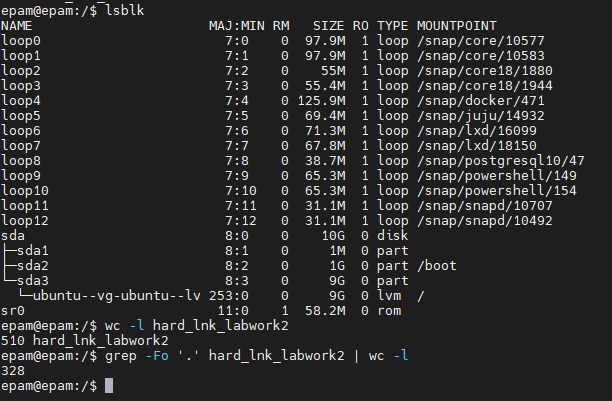 epam@epam:/$ lsblk
NAME                      MAJ:MIN RM   SIZE RO TYPE MOUNTPOINT
loop0                       7:0    0  97.9M  1 loop /snap/core/10577
loop1                       7:1    0  97.9M  1 loop /snap/core/10583
loop2                       7:2    0    55M  1 loop /snap/core18/1880
loop3                       7:3    0  55.4M  1 loop /snap/core18/1944
loop4                       7:4    0 125.9M  1 loop /snap/docker/471
loop5                       7:5    0  69.4M  1 loop /snap/juju/14932
loop6                       7:6    0  71.3M  1 loop /snap/lxd/16099
loop7                       7:7    0  67.8M  1 loop /snap/lxd/18150
loop8                       7:8    0  38.7M  1 loop /snap/postgresql10/47
loop9                       7:9    0  65.3M  1 loop /snap/powershell/149
loop10                      7:10   0  65.3M  1 loop /snap/powershell/154
loop11                      7:11   0  31.1M  1 loop /snap/snapd/10707
loop12                      7:12   0  31.1M  1 loop /snap/snapd/10492
sda                         8:0    0    10G  0 disk
├─sda1                      8:1    0     1M  0 part
├─sda2                      8:2    0     1G  0 part /boot
└─sda3                      8:3    0     9G  0 part
  └─ubuntu--vg-ubuntu--lv 253:0    0     9G  0 lvm  /
sr0                        11:0    1  58.2M  0 rom
epam@epam:/$ wc -l hard_lnk_labwork2
510 hard_lnk_labwork2
epam@epam:/$ grep -Fo '.' hard_lnk_labwork2 | wc -l
328
epam@epam:/$